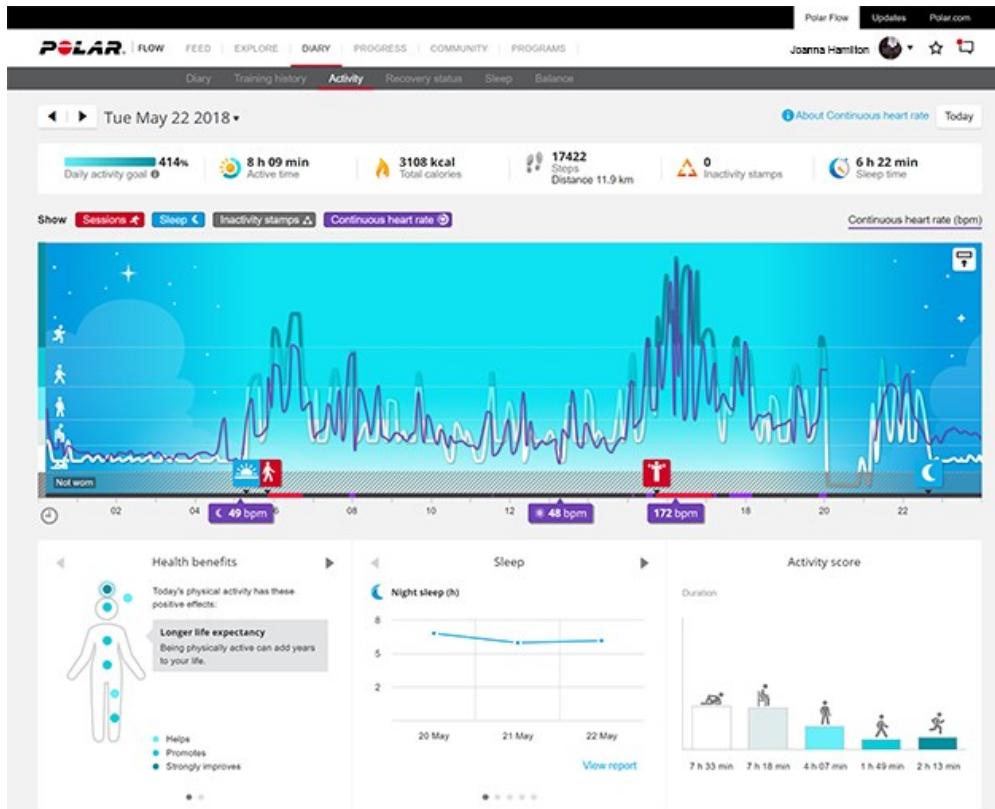 Polar Flow Updates Polar.com
POLAR. FLOW FEED EXPLORE DIARY PROGRESS COMMUNITY PROGRAMS Joanna Hamilton
Diary Training history Activity Recovery status Sleep Balance
Tue May 22 2018 About Continuous heart rate Today
414%
Daily activity goal
8 h 09 min
Active time
3108 kcal
Total calories
17422
Steps
Distance 11.9 km
0
Inactivity stamps
6 h 22 min
Sleep time
Show Sessions Sleep Inactivity stamps Continuous heart rate Continuous heart rate (bpm)
Not worn
02 04 6 08 10 12 18 20 22
49 bpm 48 bpm 172 bpm
Health benefits
Today's physical activity has these
positive effects:
Longer life expectancy
Being physically active can add years
to your life.
Helps
Promotes
Strongly improves
Sleep
Night sleep (h)
8
5
2
20 May 21 May 22 May
View report
Activity score
Duration
7 h 33 min 7 h 18 min 4 h 07 min 1 h 49 min 2 h 13 min